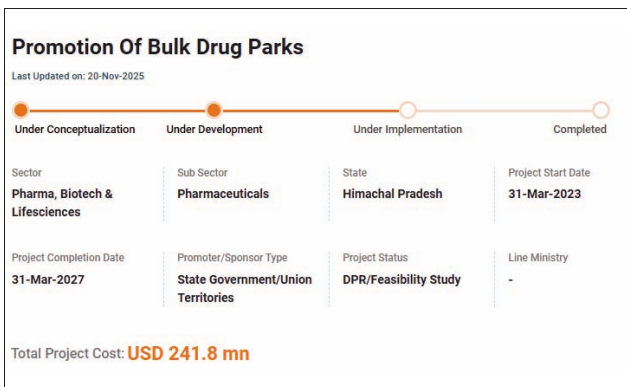 Promotion Of Bulk Drug Parks
Last Updated on: 20-Nov-2025
Under Conceptualization
Under Development
Under Implementation
Completed
Sector
Pharma, Biotech &
Lifesciences
Sub Sector
Pharmaceuticals
State
Himachal Pradesh
Project Start Date
31-Mar-2023
Project Completion Date
31-Mar-2027
Promoter/Sponsor Type
State Government/Union
Territories
Project Status
DPR/Feasibility Study
Line Ministry
-
Total Project Cost: USD 241.8 mn